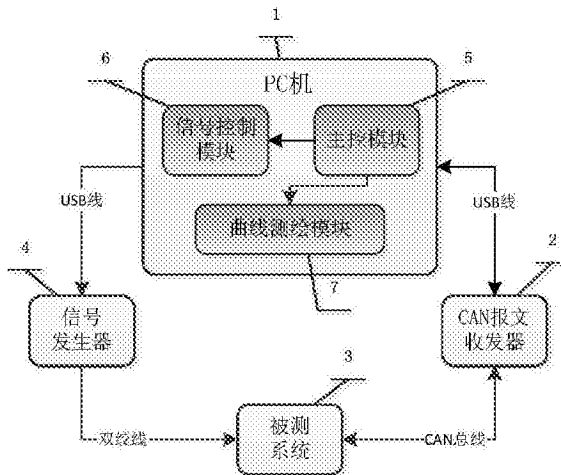 1
6
5
PC机
信号控制
模块
主控模块
USB线
USB线
曲线测绘模块
4
7
2
信号
发生器
CAN报文
收发器
3
双绞线
被测
系统
CAN总线